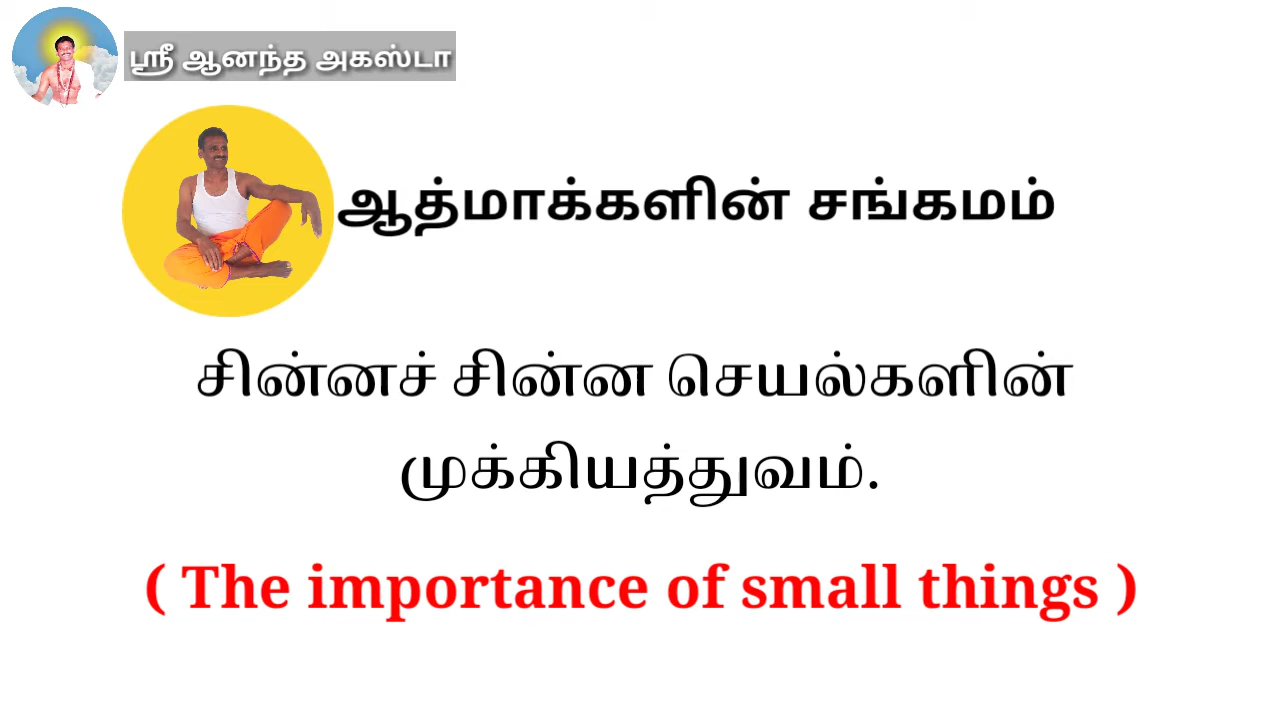 ஸ்ரீ ஆனந்த அகஸ்டா
ஆத்மாக்களின் சங்கமம்
சின்னச் சின்ன செயல்களின்
முக்கியத்துவம்.
( The importance of small things )